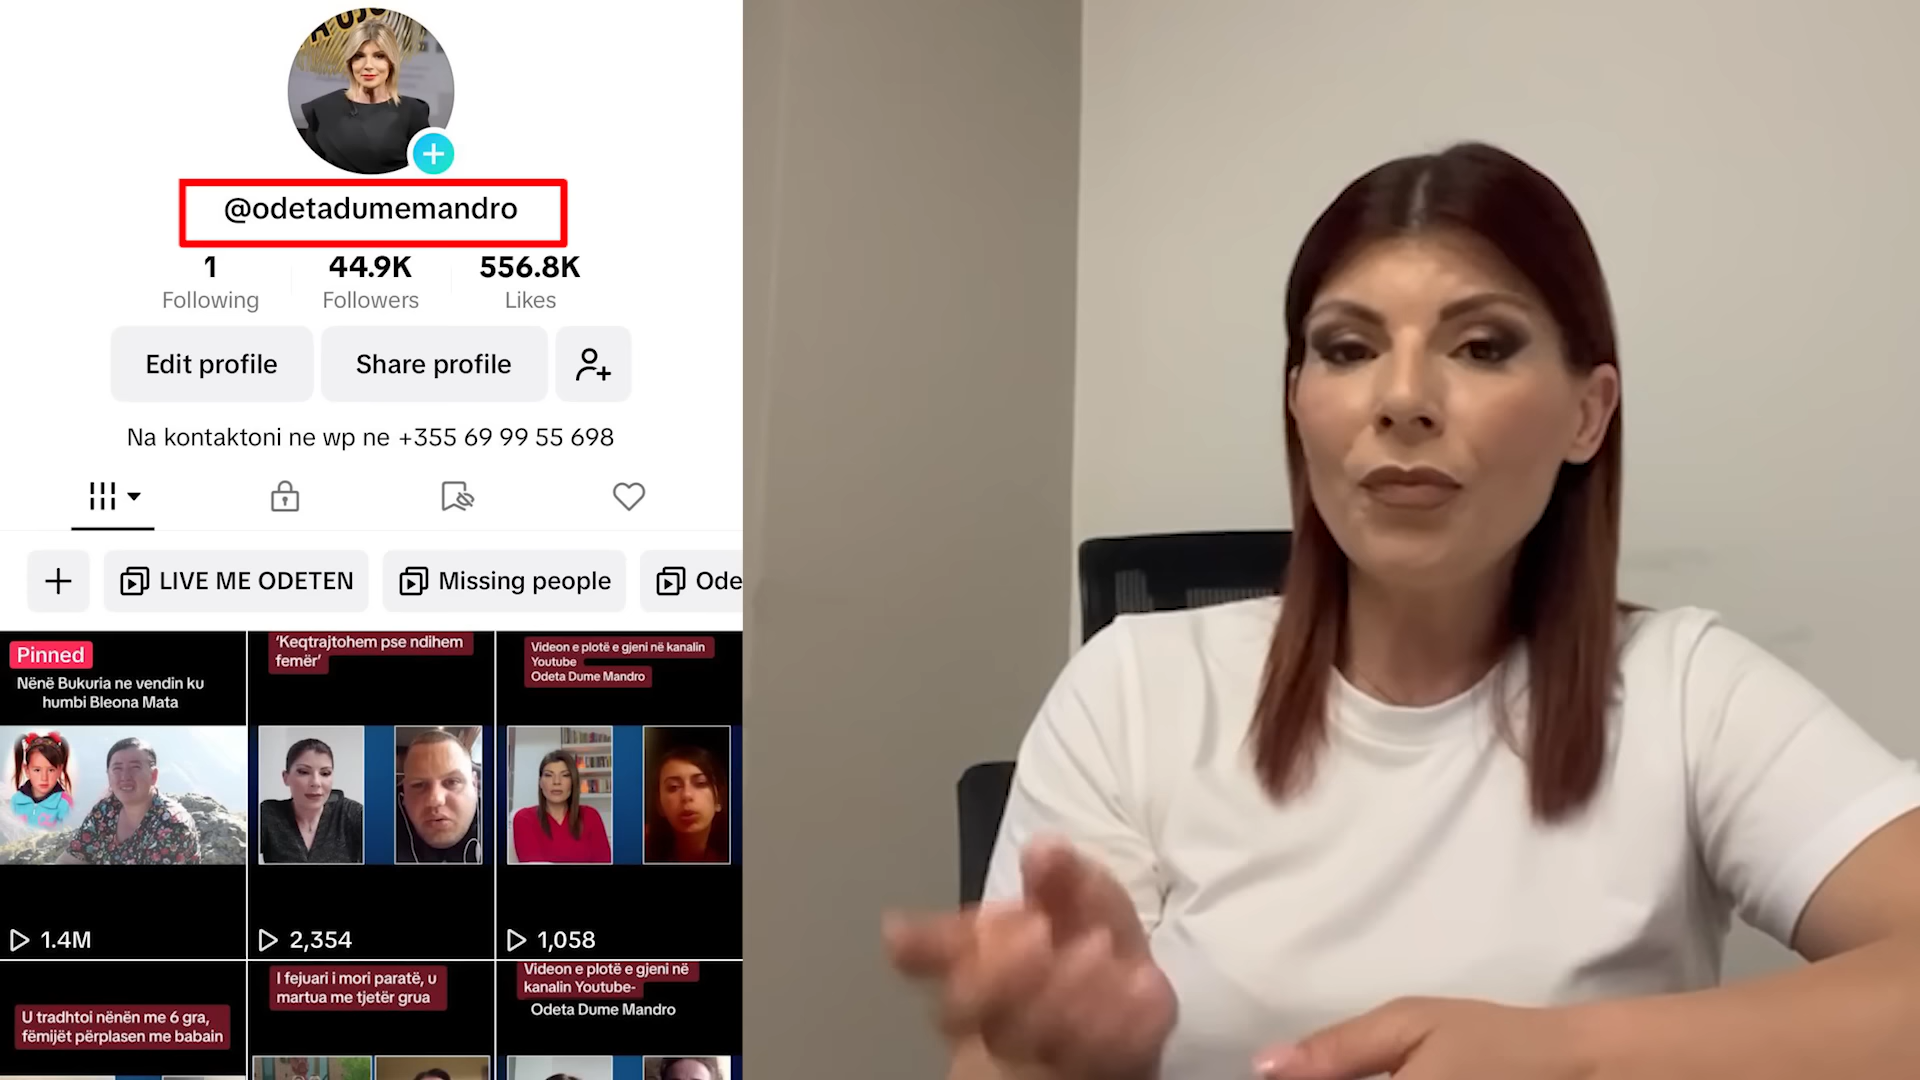 @odetadumemandro
1 44.9K 556.8K
Following Followers Likes
Edit profile Share profile
Na kontaktoni ne wp ne +355 69 99 55 698
LIVE ME ODETEN Missing people Ode
Pinned
Nënë Bukuria ne vendin ku
humbi Bleona Mata
1.4M
'Keqtrajtohem pse ndihem
femër'
2,354
Videon e plotë e gjeni në kanalin
Youtube
Odeta Dume Mandro
1,058
U tradhtoi nënën me 6 gra,
fëmijët përplasen me babain
I fejuari i mori paratë, u
martua me tjetër grua
Videon e plotë e gjeni në
kanalin Youtube-
Odeta Dume Mandro